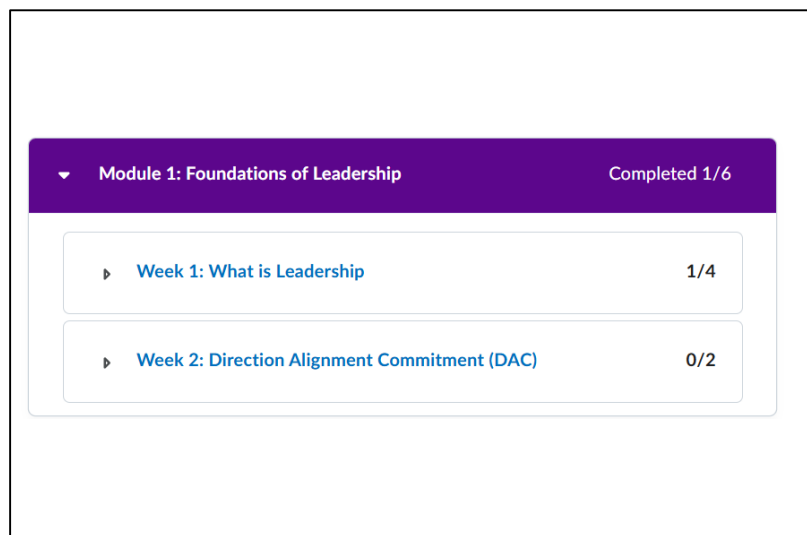 Module 1: Foundations of Leadership Completed 1/6
Week 1: What is Leadership 1/4
Week 2: Direction Alignment Commitment (DAC) 0/2